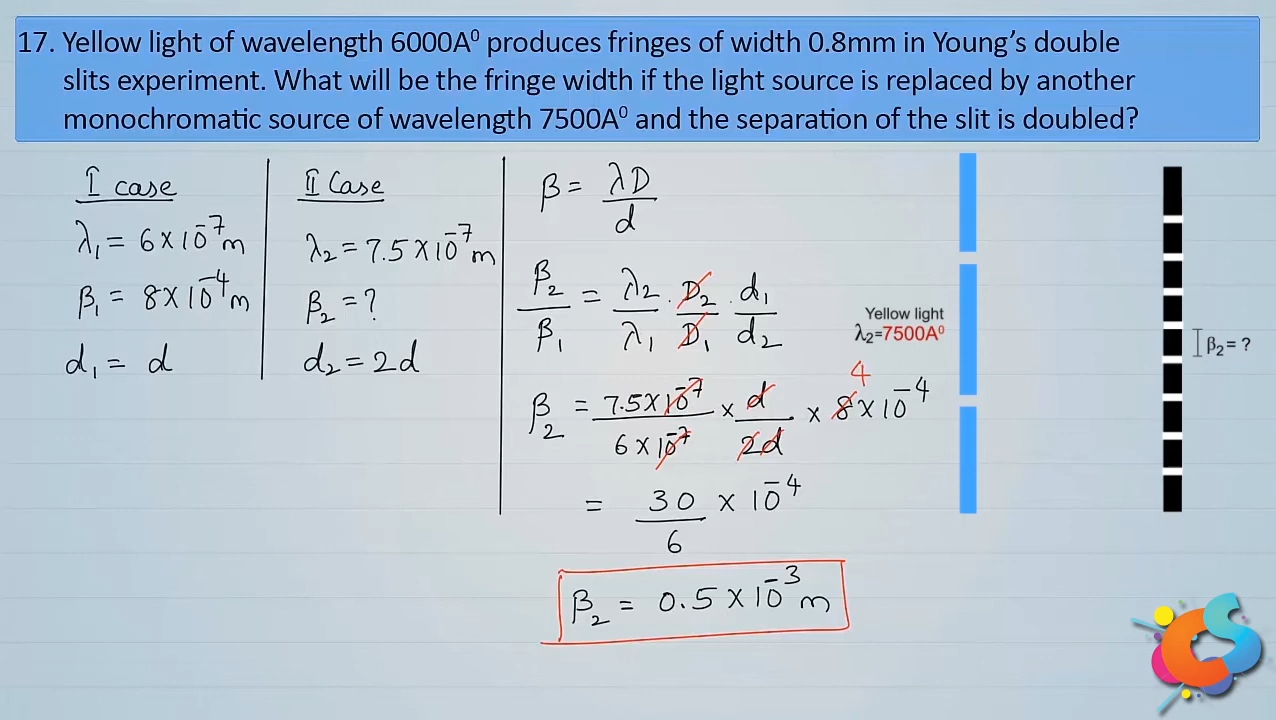 17. Yellow light of wavelength 6000A⁰ produces fringes of width 0.8mm in Young’s double
slits experiment. What will be the fringe width if the light source is replaced by another
monochromatic source of wavelength 7500A⁰ and the separation of the slit is doubled?
I case
λ₁ = 6 × 10⁻⁷ m
β₁ = 8 × 10⁻⁴ m
d₁ = d
II Case
λ₂ = 7.5 × 10⁻⁷ m
β₂ = ?
d₂ = 2d
β = λD/d
β₂/β₁ = λ₂/λ₁ . D₂/D₁ . d₁/d₂
4
β₂ = 7.5 × 10⁻⁷/6 × 10⁻⁷ × d/2d × 8 × 10⁻⁴
= 30/6 × 10⁻⁴
β₂ = 0.5 × 10⁻³ m
Yellow light
λ₂=7500A⁰
β₂= ?
CS